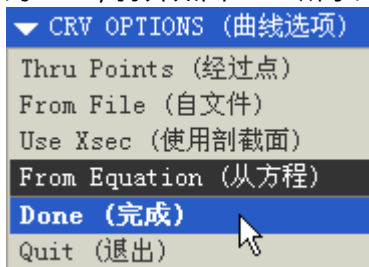 CRV OPTIONS (曲线选项)
Thru Points (经过点)
From File (自文件)
Use Xsec (使用剖截面)
From Equation (从方程)
Done (完成)
Quit (退出)